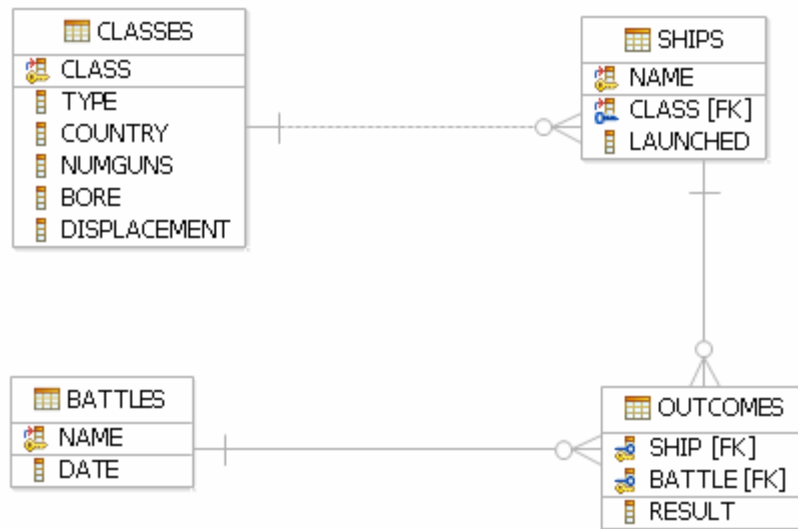 CLASSES
CLASS
TYPE
COUNTRY
NUMGUNS
BORE
DISPLACEMENT
SHIPS
NAME
CLASS [FK]
LAUNCHED
BATTLES
NAME
DATE
OUTCOMES
SHIP [FK]
BATTLE [FK]
RESULT